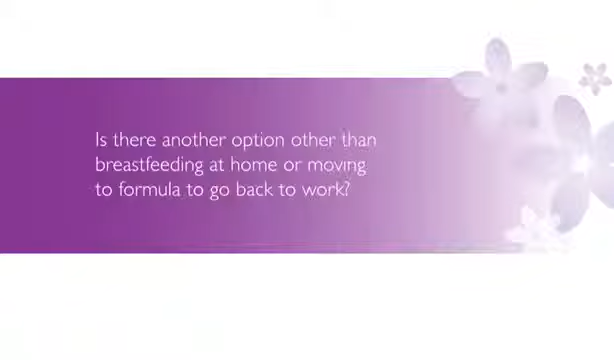 Is there another option other than
breastfeeding at home or moving
to formula to go back to work?